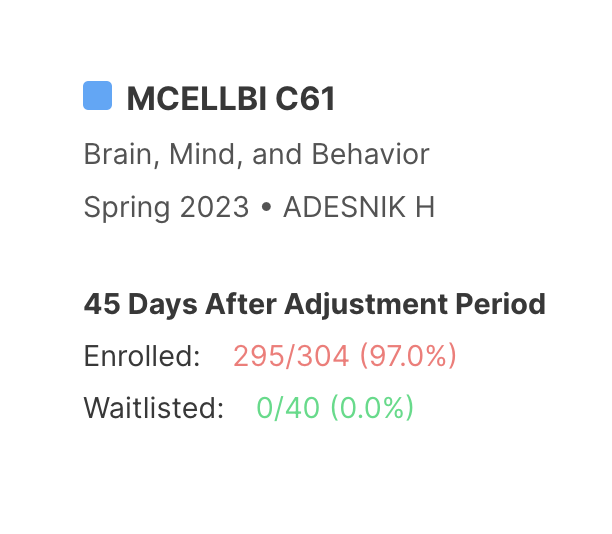 MCELLBI C61
Brain, Mind, and Behavior
Spring 2023 • ADESNIK H
45 Days After Adjustment Period
Enrolled: 295/304 (97.0%)
Waitlisted: 0/40 (0.0%)